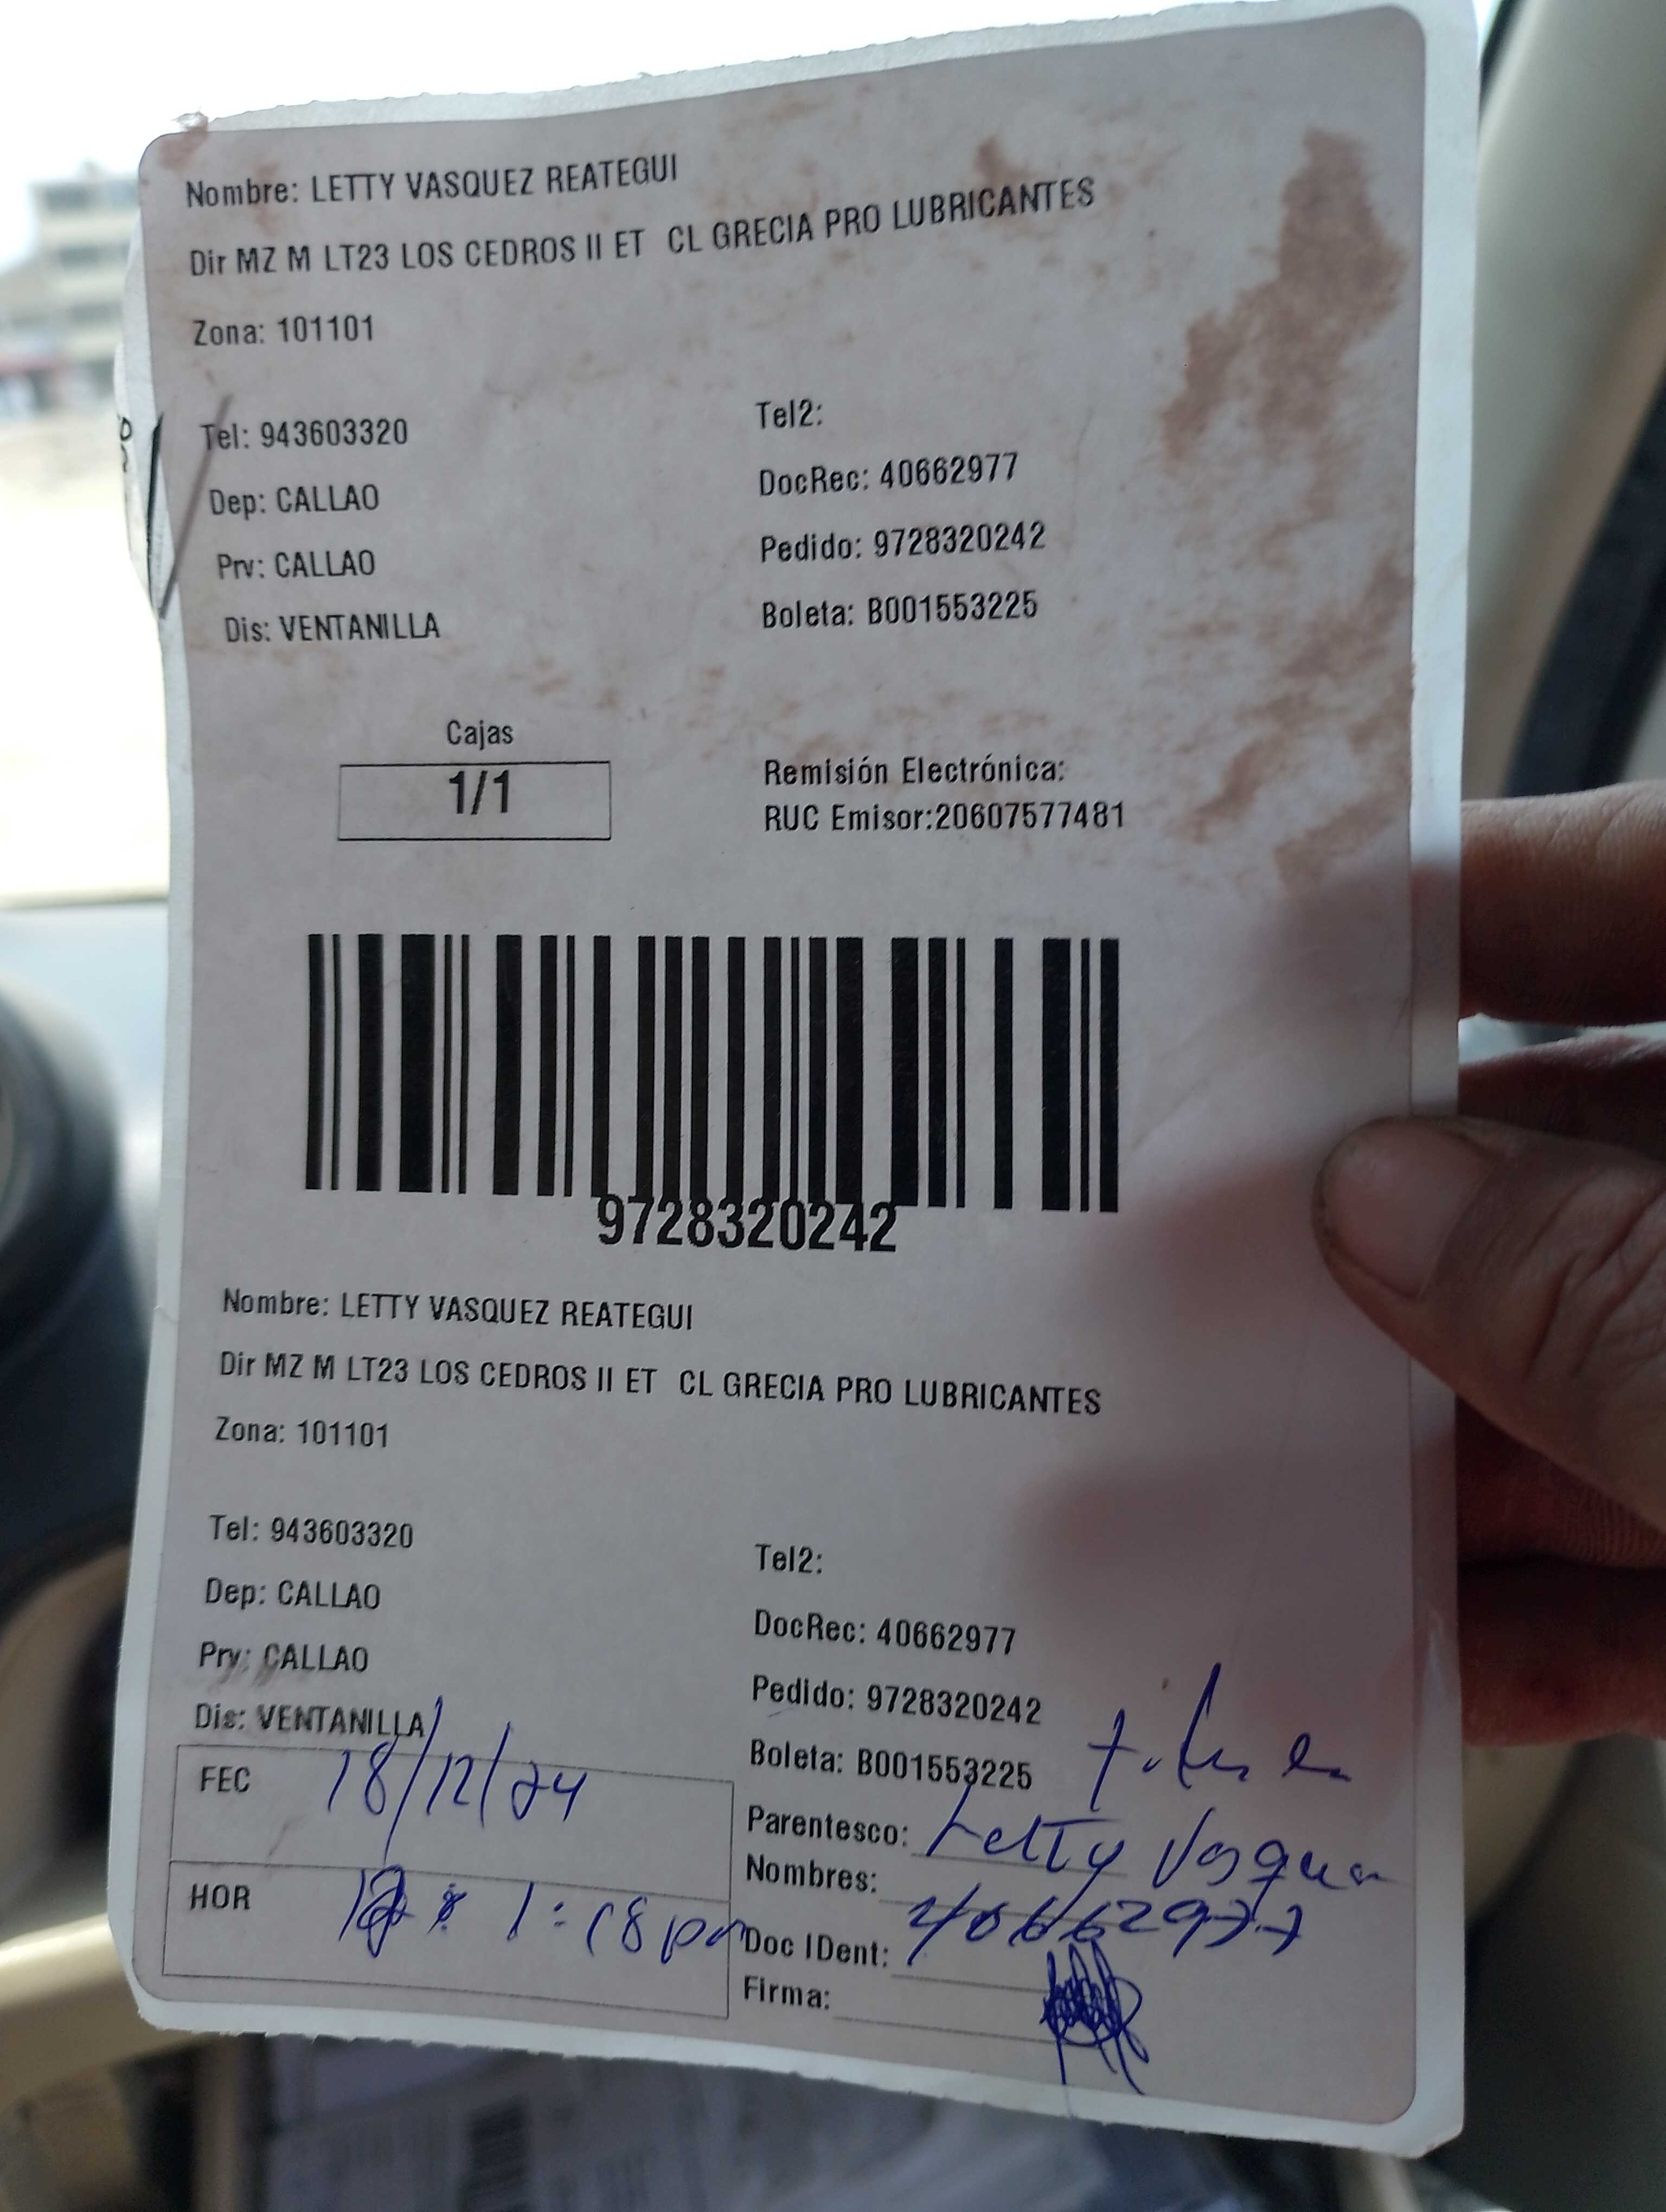 Nombre: LETTY VASQUEZ REATEGUI
Dir MZ M LT23 LOS CEDROS II ET CL GRECIA PRO LUBRICANTES
Zona: 101101
Tel: 943603320
Tel2:
Dep: CALLAO
DocRec: 40662977
Prv: CALLAO
Pedido: 9728320242
Dis: VENTANILLA
Boleta: B001553225
Cajas
1/1
Remisión Electrónica:
RUC Emisor:20607577481
9728320242
Nombre: LETTY VASQUEZ REATEGUI
Dir MZ M LT23 LOS CEDROS II ET CL GRECIA PRO LUBRICANTES
Zona: 101101
Tel: 943603320
Tel2:
Dep: CALLAO
DocRec: 40662977
Prv: CALLAO
Pedido: 9728320242
Dis: VENTANILLA
Boleta: B001553225
FEC 18/12/24
HOR 1:18 pm
Parentesco:
Letty
Nombres:
Doc IDent: 40662977
Firma: